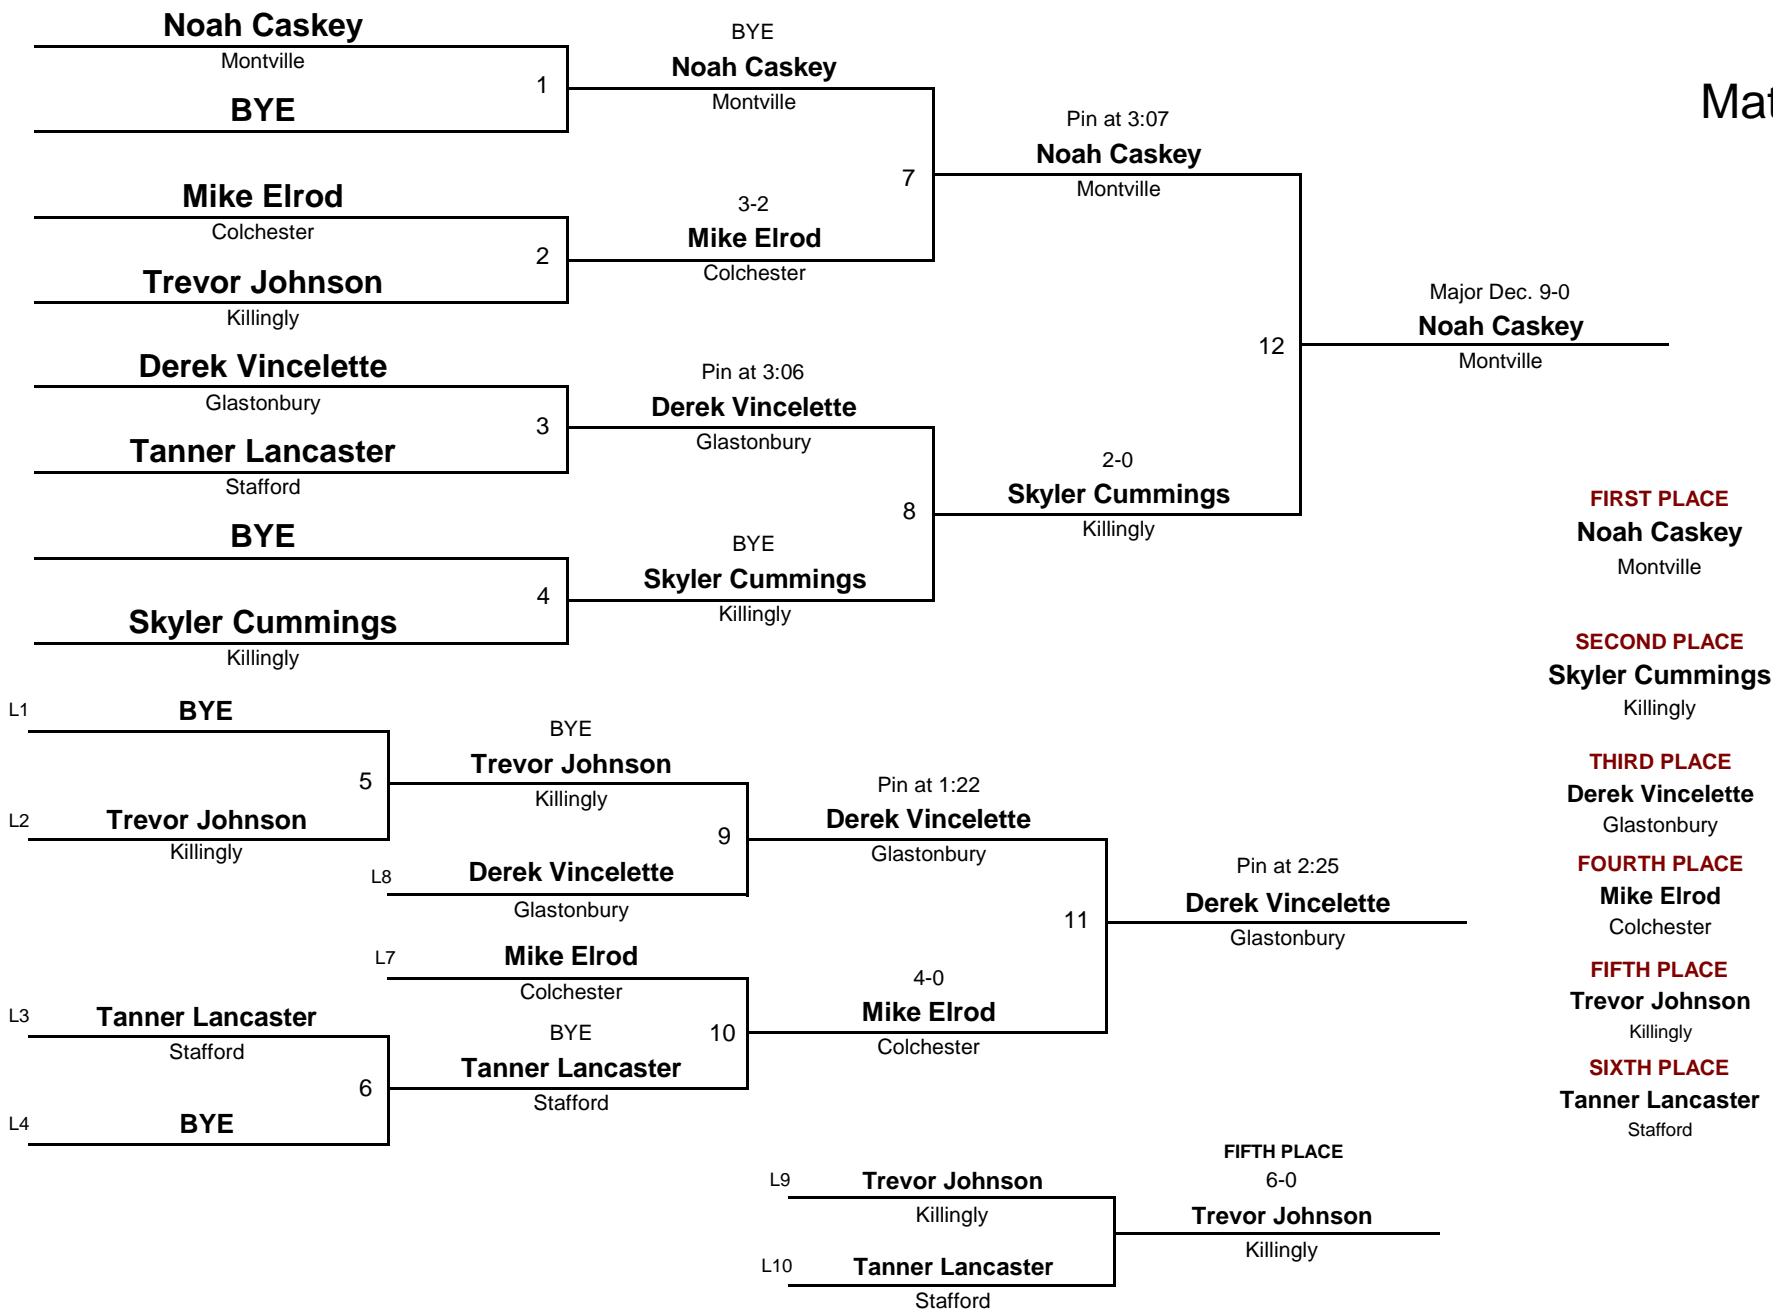 Noah Caskey
Montville
1
BYE
BYE
Noah Caskey
Montville
Mat
Mike Elrod
Colchester
2
Trevor Johnson
Killingly
3-2
Mike Elrod
Colchester
7
Pin at 3:07
Noah Caskey
Montville
Derek Vincelette
Glastonbury
3
Tanner Lancaster
Stafford
Pin at 3:06
Derek Vincelette
Glastonbury
BYE
4
Skyler Cummings
Killingly
BYE
Skyler Cummings
Killingly
8
2-0
Skyler Cummings
Killingly
12
Major Dec. 9-0
Noah Caskey
Montville
L1
BYE
5
L2
Trevor Johnson
Killingly
BYE
Trevor Johnson
Killingly
9
L8
Derek Vincelette
Glastonbury
Pin at 1:22
Derek Vincelette
Glastonbury
L7
Mike Elrod
Colchester
L3
Tanner Lancaster
Stafford
6
L4
BYE
BYE
Tanner Lancaster
Stafford
10
4-0
Mike Elrod
Colchester
11
Pin at 2:25
Derek Vincelette
Glastonbury
L9
Trevor Johnson
Killingly
L10
Tanner Lancaster
Stafford
FIFTH PLACE
6-0
Trevor Johnson
Killingly
FIRST PLACE
Noah Caskey
Montville
SECOND PLACE
Skyler Cummings
Killingly
THIRD PLACE
Derek Vincelette
Glastonbury
FOURTH PLACE
Mike Elrod
Colchester
FIFTH PLACE
Trevor Johnson
Killingly
SIXTH PLACE
Tanner Lancaster
Stafford